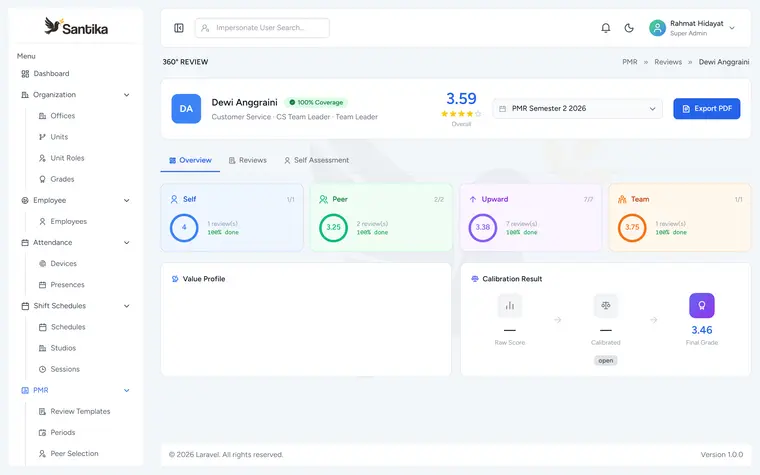 Santika
Impersonate User Search...
Rahmat Hidayat
Super Admin
Menu
Dashboard
Organization
Offices
Units
Unit Roles
Grades
Employee
Employees
Attendance
Devices
Presences
Shift Schedules
Schedules
Studios
Sessions
PMR
Review Templates
Periods
Peer Selection
360° REVIEW
PMR » Reviews » Dewi Anggraini
DA
Dewi Anggraini
100% Coverage
Customer Service · CS Team Leader · Team Leader
3.59
Overall
PMR Semester 2 2026
Export PDF
Overview
Reviews
Self Assessment
Self
1/1
4
1 review(s)
100% done
Peer
2/2
3.25
2 review(s)
100% done
Upward
7/7
3.38
7 review(s)
100% done
Team
1/1
3.75
1 review(s)
100% done
Value Profile
Calibration Result
—
Raw Score
—
Calibrated
open
3.46
Final Grade
© 2026 Laravel. All rights reserved.
Version 1.0.0